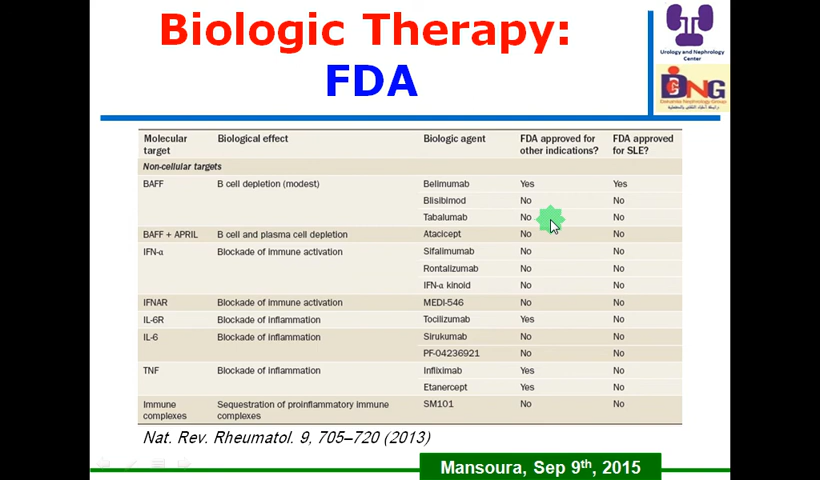 Biologic Therapy:
FDA
Urology and Nephrology
Center
DNG
Dakahlia Nephrology Group
Molecular target Biological effect Biologic agent FDA approved for other indications? FDA approved for SLE?
Non-cellular targets
BAFF B cell depletion (modest) Belimumab Yes Yes
Blisibimod No No
Tabalumab No No
BAFF + APRIL B cell and plasma cell depletion Atacicept No No
IFN-α Blockade of immune activation Sifalimumab No No
Rontalizumab No No
IFN-α kinoid No No
IFNAR Blockade of immune activation MEDI-546 No No
IL-6R Blockade of inflammation Tocilizumab Yes No
IL-6 Blockade of inflammation Sirukumab No No
PF-04236921 No No
TNF Blockade of inflammation Infliximab Yes No
Etanercept Yes No
Immune complexes Sequestration of proinflammatory immune complexes SM101 No No
Nat. Rev. Rheumatol. 9, 705–720 (2013)
Mansoura, Sep 9th, 2015